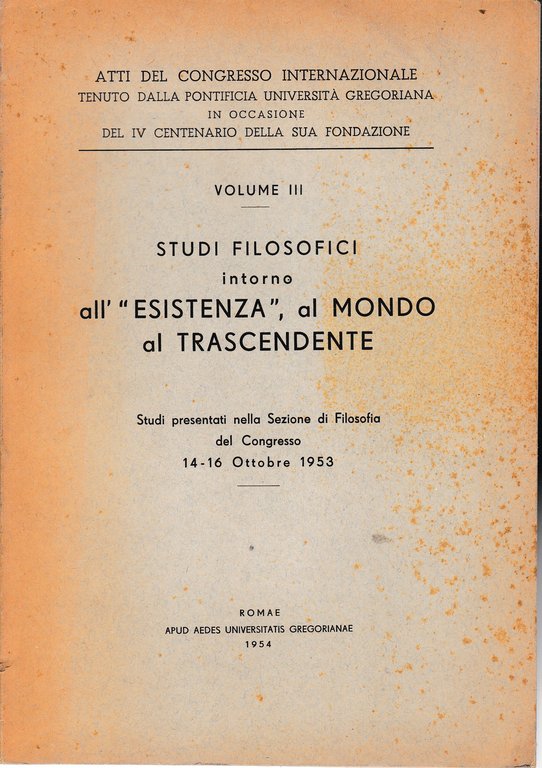 ATTI DEL CONGRESSO INTERNAZIONALE
TENUTO DALLA PONTIFICIA UNIVERSITÀ GREGORIANA
IN OCCASIONE
DEL IV CENTENARIO DELLA SUA FONDAZIONE
VOLUME III
STUDI FILOSOFICI
intorno
all' "ESISTENZA", al MONDO
al TRASCENDENTE
Studi presentati nella Sezione di Filosofia
del Congresso
14-16 Ottobre 1953
ROMAE
APUD AEDES UNIVERSITATIS GREGORIANAE
1954